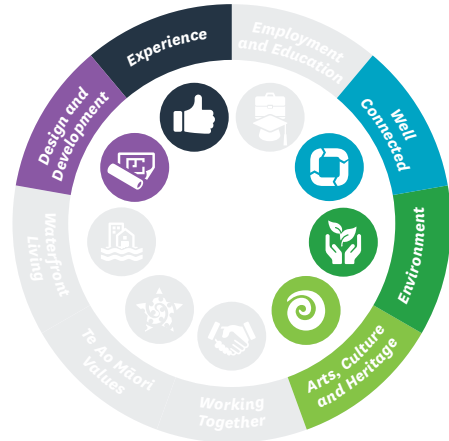 Experience
Employment
and Education
Well
Connected
Environment
Arts, Culture
and Heritage
Working
Together
Te Ao Māori
Values
Waterfront
Living
Design and
Development